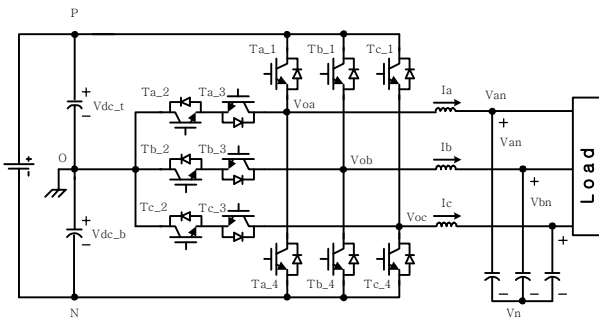 P
Ta_1
Tb_1
Tc_1
Ta_2
Ta_3
Ia
Van
Vdc_t
Voa
Van
O
Tb_2
Tb_3
Vob
Ib
Load
Tc_2
Tc_3
Vbn
Ic
Voc
Vdc_b
Ta_4
Tb_4
Tc_4
N
Vn